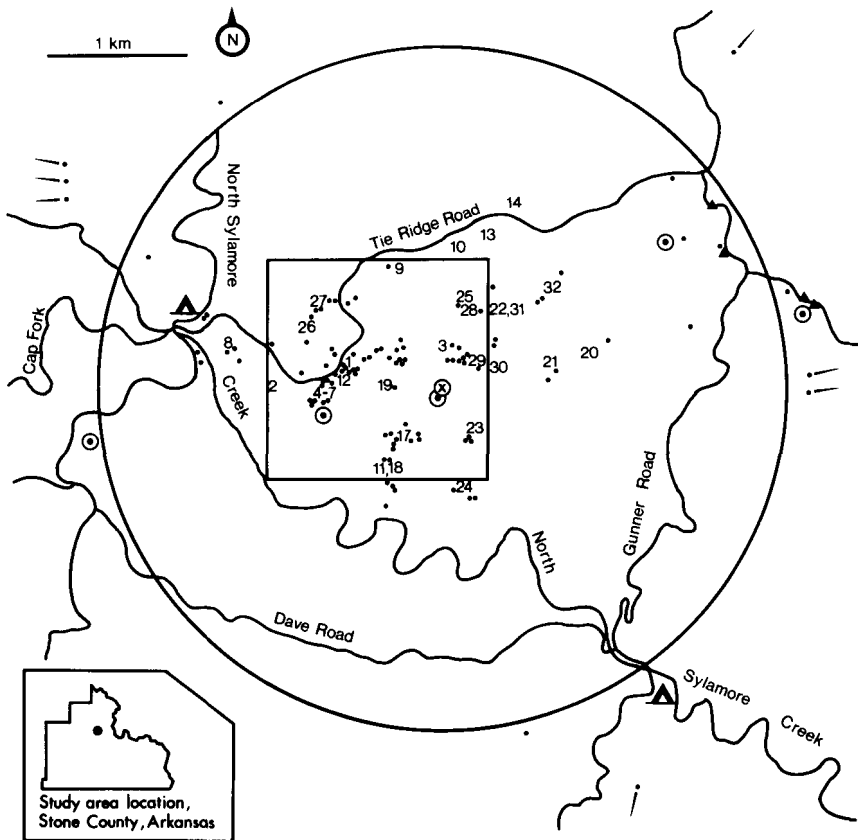 1 km
N
North Sylamore
Tie Ridge Road
14
13
10
9
27
25
28
22,31
32
26
Cap Fork
8
3
1
29
30
20
21
2
12
4-7
19
x
Creek
23
17
11,18
24
Gunner Road
North
Dave Road
Sylamore
Creek
Study area location,
Stone County, Arkansas